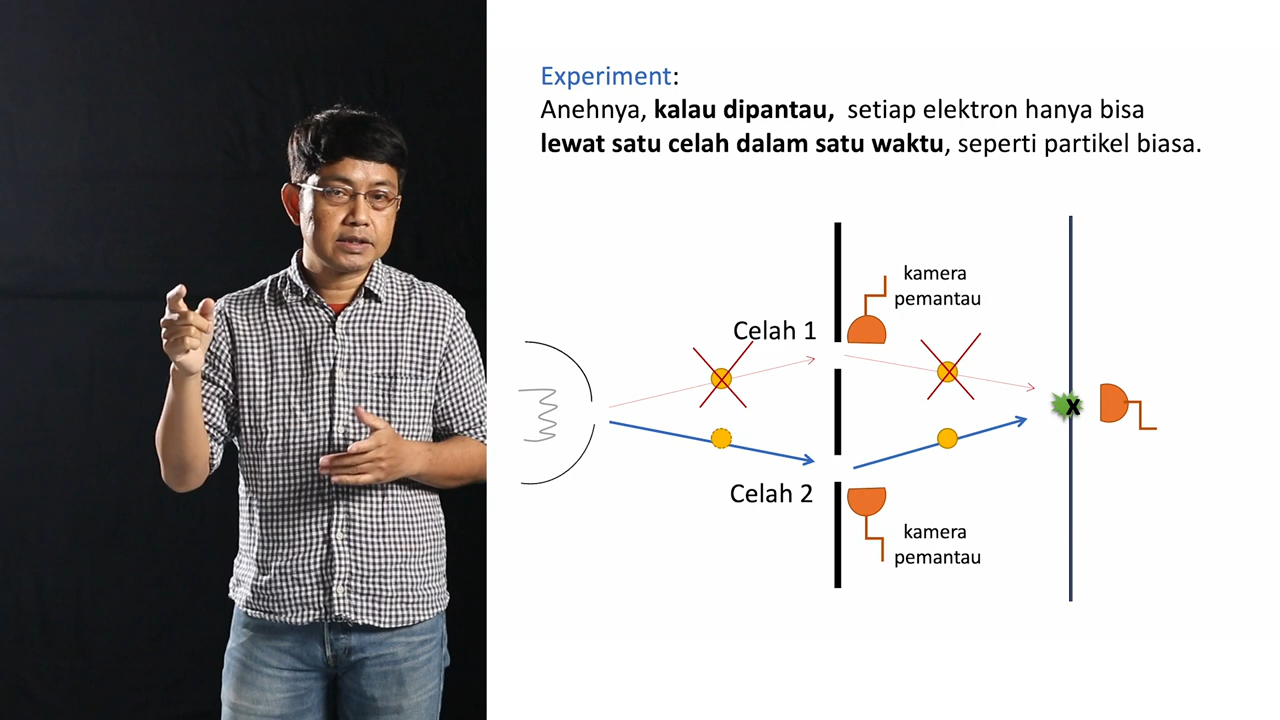 Experiment:
Anehnya, kalau dipantau, setiap elektron hanya bisa
lewat satu celah dalam satu waktu, seperti partikel biasa.
kamera
pemantau
Celah 1
x
Celah 2
kamera
pemantau